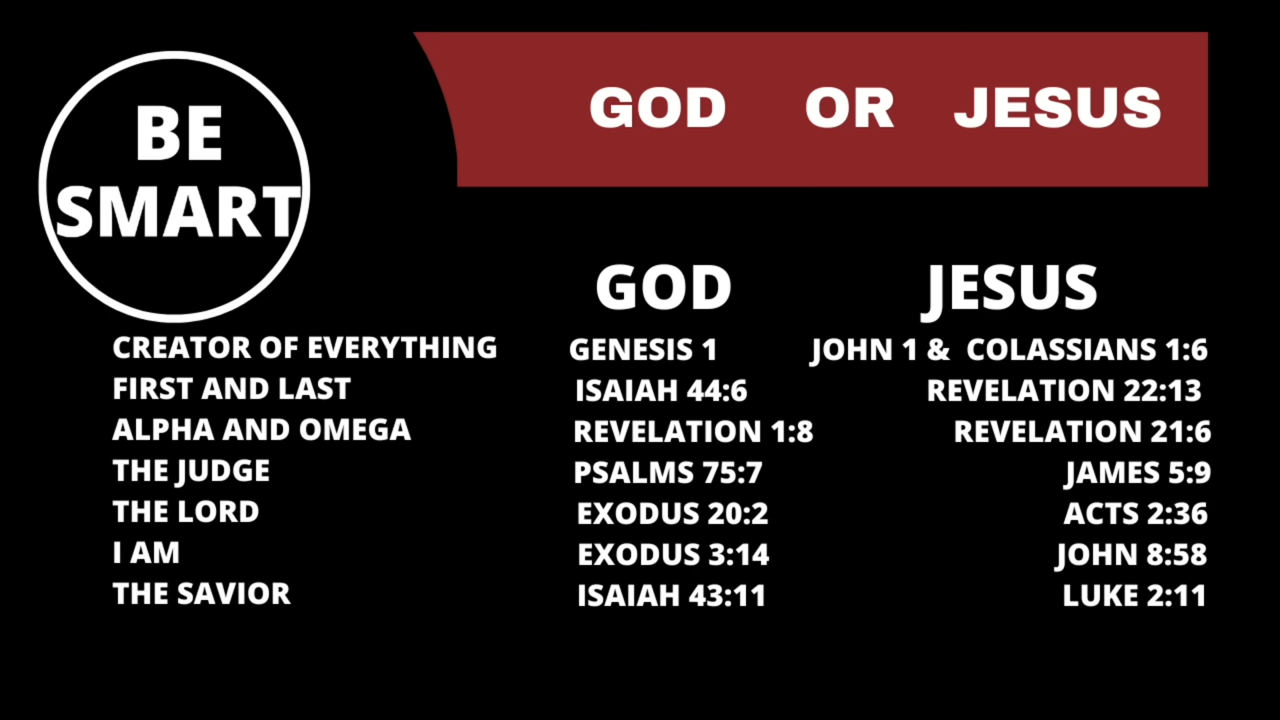 BE
SMART
GOD OR JESUS
GOD JESUS
CREATOR OF EVERYTHING GENESIS 1 JOHN 1 & COLASSIANS 1:6
FIRST AND LAST ISAIAH 44:6 REVELATION 22:13
ALPHA AND OMEGA REVELATION 1:8 REVELATION 21:6
THE JUDGE PSALMS 75:7 JAMES 5:9
THE LORD EXODUS 20:2 ACTS 2:36
I AM EXODUS 3:14 JOHN 8:58
THE SAVIOR ISAIAH 43:11 LUKE 2:11